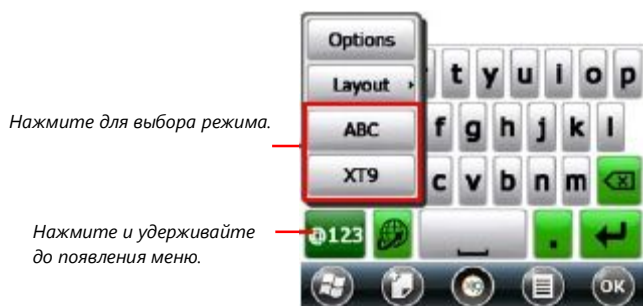 Options
Layout
t y u i o p
Нажмите для выбора режима.
ABC
f g h j k l
XT9
c v b n m
Нажмите и удерживайте
до появления меню.
@123
.
OK